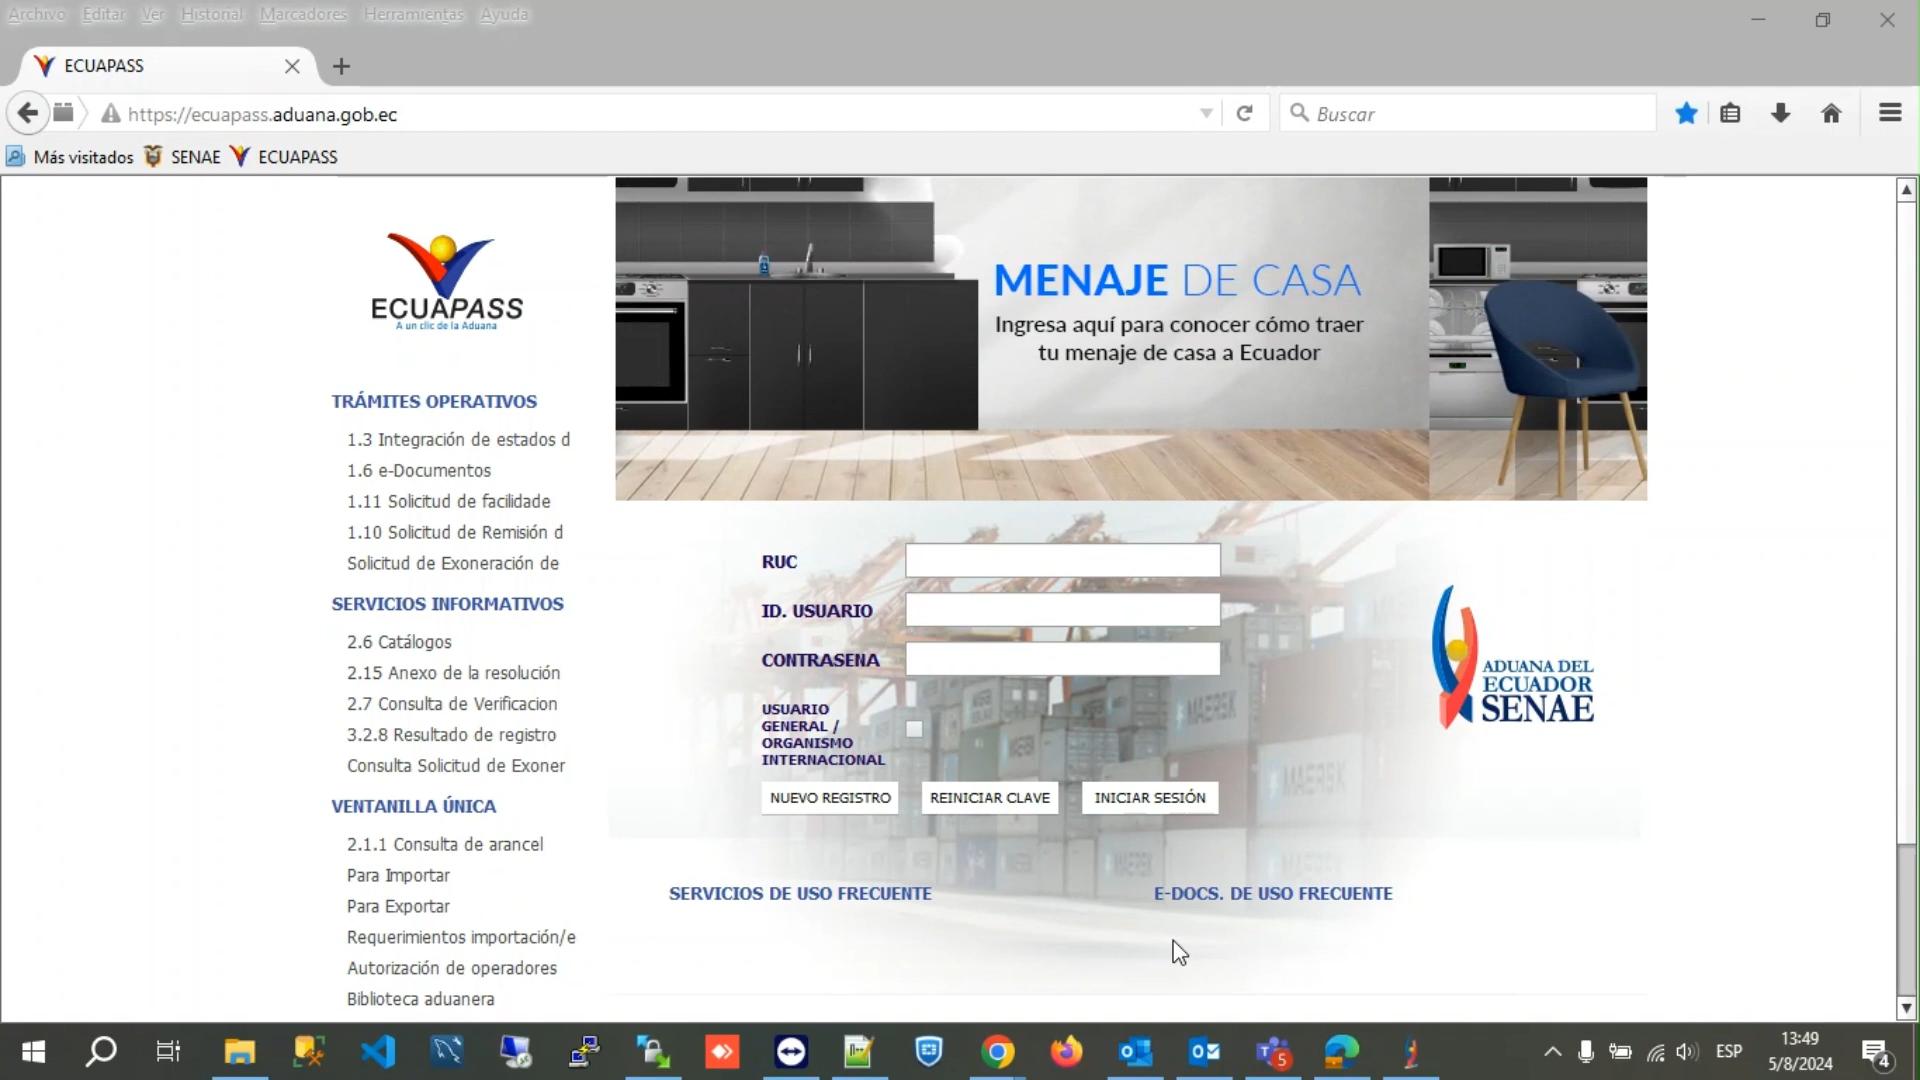 Archivo Editar Ver Historial Marcadores Herramientas Ayuda
ECUAPASS
https://ecuapass.aduana.gob.ec
Buscar
Más visitados SENAE ECUAPASS
ECUAPASS
A un clic de la Aduana
MENAJE DE CASA
Ingresa aquí para conocer cómo traer
tu menaje de casa a Ecuador
TRÁMITES OPERATIVOS
1.3 Integración de estados d
1.6 e-Documentos
1.11 Solicitud de facilidade
1.10 Solicitud de Remisión d
Solicitud de Exoneración de
SERVICIOS INFORMATIVOS
2.6 Catálogos
2.15 Anexo de la resolución
2.7 Consulta de Verificacion
3.2.8 Resultado de registro
Consulta Solicitud de Exoner
VENTANILLA ÚNICA
2.1.1 Consulta de arancel
Para Importar
Para Exportar
Requerimientos importación/e
Autorización de operadores
Biblioteca aduanera
RUC
ID. USUARIO
CONTRASENA
USUARIO
GENERAL /
ORGANISMO
INTERNACIONAL
NUEVO REGISTRO REINICIAR CLAVE INICIAR SESIÓN
ADUANA DEL
ECUADOR
SENAE
MAERSK
MAERSK
SERVICIOS DE USO FRECUENTE
E-DOCS. DE USO FRECUENTE
5
ESP
13:49
5/8/2024
4